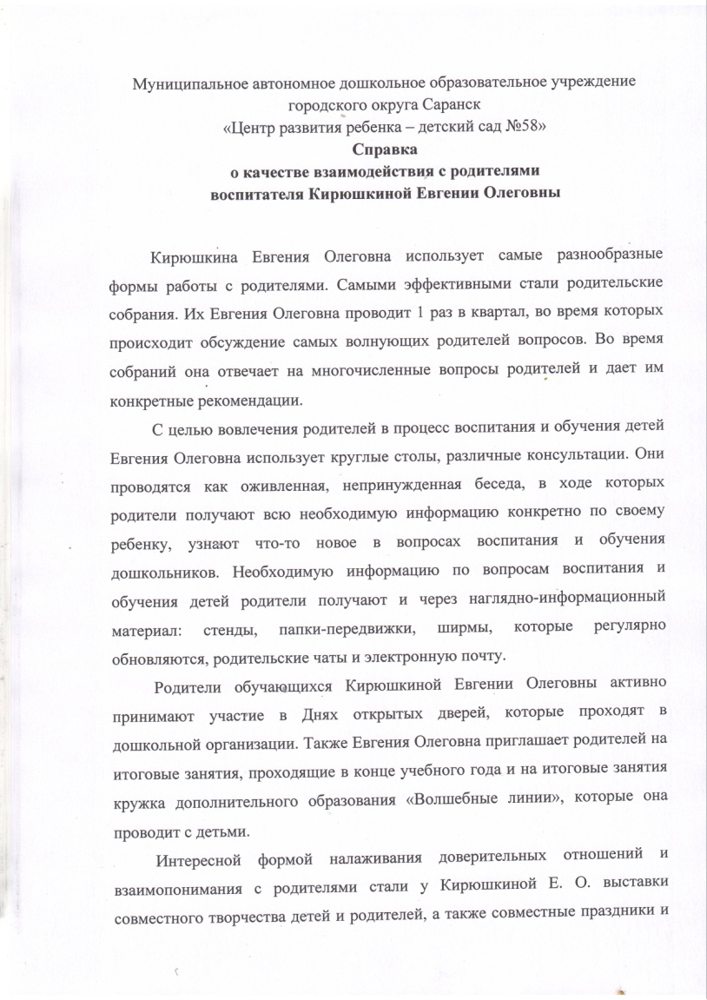 Муниципальное автономное дошкольное образовательное учреждение
городского округа Саранск
«Центр развития ребенка – детский сад №58»
Справка
о качестве взаимодействия с родителями
воспитателя Кирюшкиной Евгении Олеговны
Кирюшкина Евгения Олеговна использует самые разнообразные
формы работы с родителями. Самыми эффективными стали родительские
собрания. Их Евгения Олеговна проводит 1 раз в квартал, во время которых
происходит обсуждение самых волнующих родителей вопросов. Во время
собраний она отвечает на многочисленные вопросы родителей и дает им
конкретные рекомендации.
С целью вовлечения родителей в процесс воспитания и обучения детей
Евгения Олеговна использует круглые столы, различные консультации. Они
проводятся как оживленная, непринужденная беседа, в ходе которых
родители получают всю необходимую информацию конкретно по своему
ребенку, узнают что-то новое в вопросах воспитания и обучения
дошкольников. Необходимую информацию по вопросам воспитания и
обучения детей родители получают и через наглядно-информационный
материал: стенды, папки-передвижки, ширмы, которые регулярно
обновляются, родительские чаты и электронную почту.
Родители обучающихся Кирюшкиной Евгении Олеговны активно
принимают участие в Днях открытых дверей, которые проходят в
дошкольной организации. Также Евгения Олеговна приглашает родителей на
итоговые занятия, проходящие в конце учебного года и на итоговые занятия
кружка дополнительного образования «Волшебные линии», которые она
проводит с детьми.
Интересной формой налаживания доверительных отношений и
взаимопонимания с родителями стали у Кирюшкиной Е. О. выставки
совместного творчества детей и родителей, а также совместные праздники и